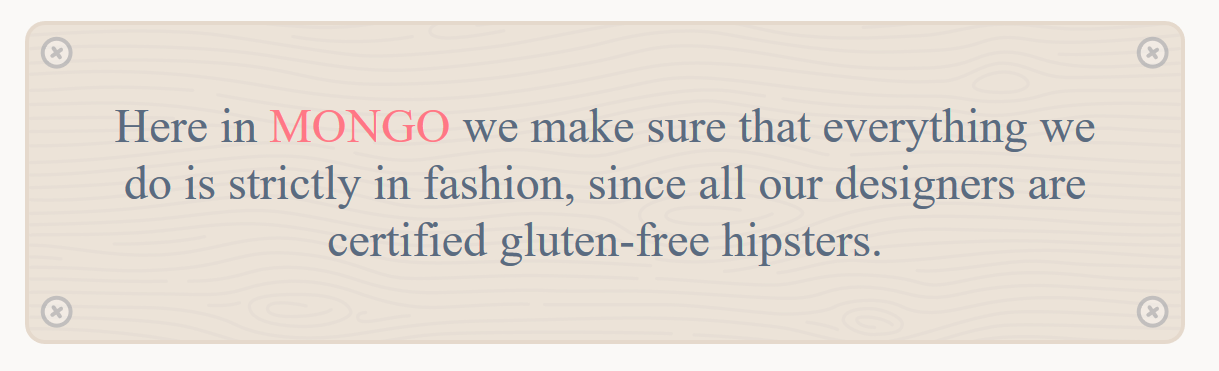 Here in MONGO we make sure that everything we
do is strictly in fashion, since all our designers are
certified gluten-free hipsters.